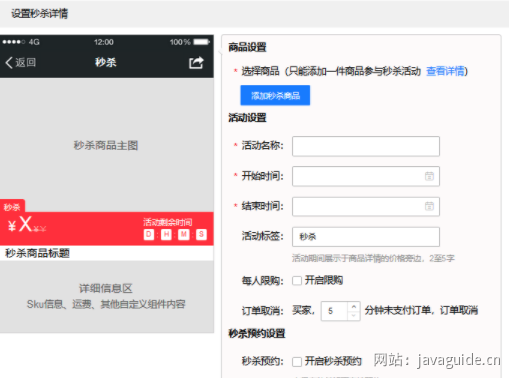 设置秒杀详情
4G 12:00 100%
返回 秒杀
秒杀商品主图
秒杀
¥X¥Y 活动剩余时间
D : H : M : S
秒杀商品标题
详细信息区
Sku信息、运费、其他自定义组件内容
商品设置
* 选择商品（只能添加一件商品参与秒杀活动 查看详情）
添加秒杀商品
活动设置
* 活动名称：
* 开始时间：
* 结束时间：
活动标签： 秒杀
活动期间展示于商品详情的价格旁边，2至5字
每人限购： 开启限购
订单取消： 买家， 5 分钟未支付订单，订单取消
秒杀预约设置
秒杀预约： 开启秒杀预约
网站：javaguide.cn